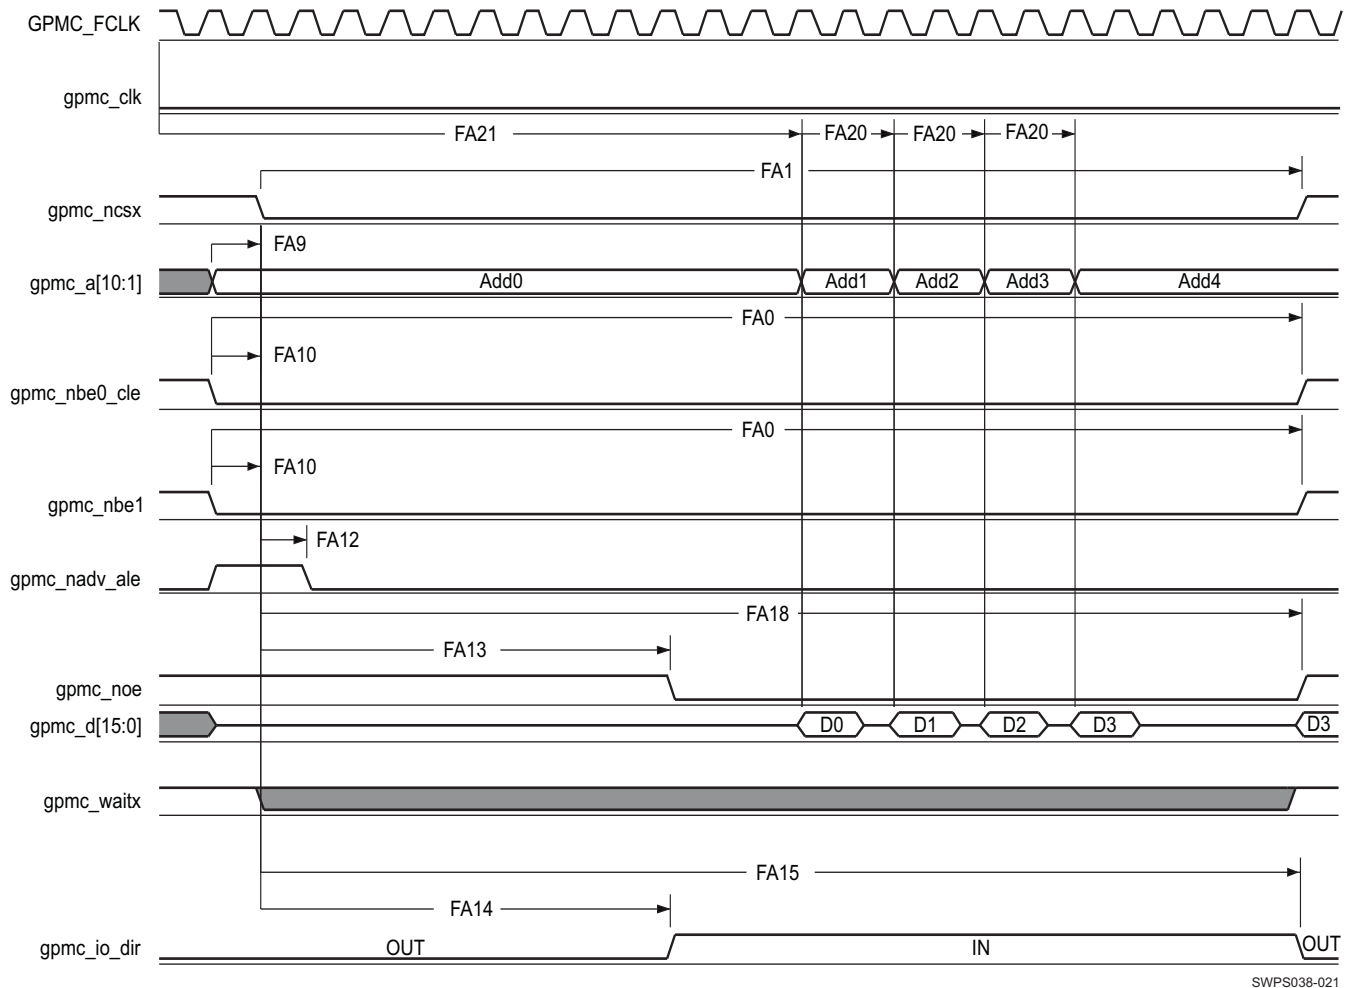 GPMC_FCLK
gpmc_clk
FA21 FA20 FA20 FA20
FA1
gpmc_ncsx
FA9
gpmc_a[10:1] Add0 Add1 Add2 Add3 Add4
FA0
FA10
gpmc_nbe0_cle
FA0
FA10
gpmc_nbe1
FA12
gpmc_nadv_ale
FA18
FA13
gpmc_noe
gpmc_d[15:0] D0 D1 D2 D3 D3
gpmc_waitx
FA15
FA14
gpmc_io_dir OUT IN OUT
SWPS038-021